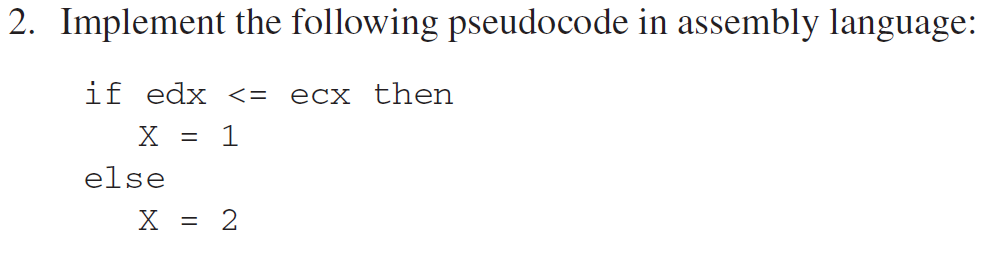 2. Implement the following pseudocode in assembly language:
if edx <= ecx then
X = 1
else
X = 2